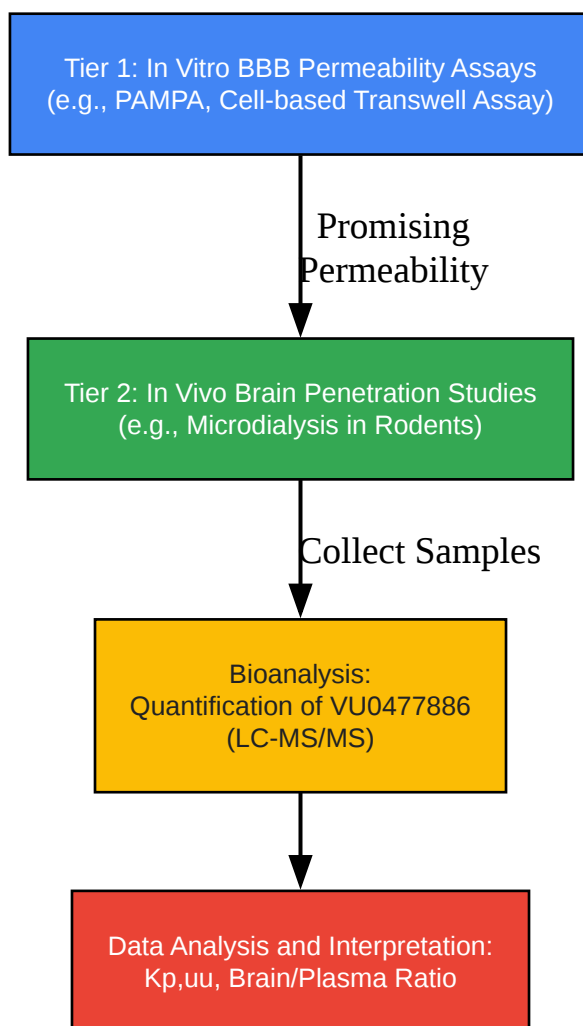 Tier 1: In Vitro BBB Permeability Assays
(e.g., PAMPA, Cell-based Transwell Assay)
Promising
Permeability
Tier 2: In Vivo Brain Penetration Studies
(e.g., Microdialysis in Rodents)
Collect Samples
Bioanalysis:
Quantification of VU0477886
(LC-MS/MS)
Data Analysis and Interpretation:
Kp,uu, Brain/Plasma Ratio